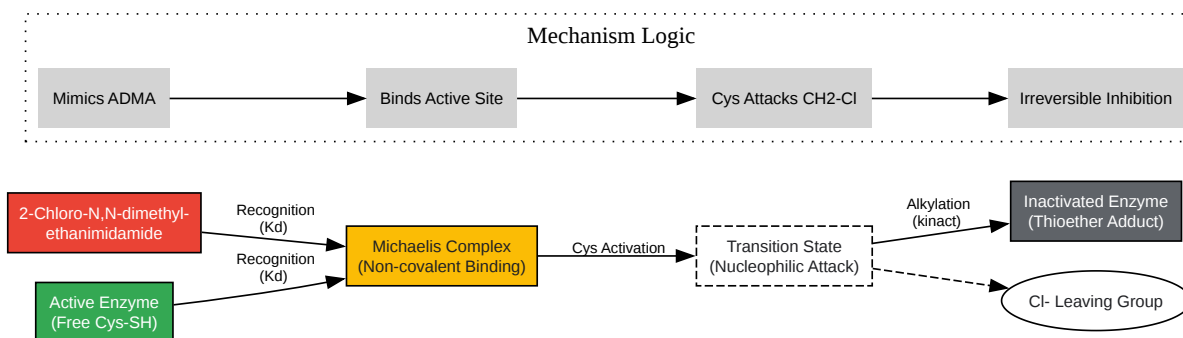 Mechanism Logic
Mimics ADMA
Binds Active Site
Cys Attacks CH2-Cl
Irreversible Inhibition
2-Chloro-N,N-dimethyl-
ethanimidamide
Recognition
(Kd)
Recognition
(Kd)
Active Enzyme
(Free Cys-SH)
Michaelis Complex
(Non-covalent Binding)
Cys Activation
Transition State
(Nucleophilic Attack)
Alkylation
(kinact)
Inactivated Enzyme
(Thioether Adduct)
Cl- Leaving Group